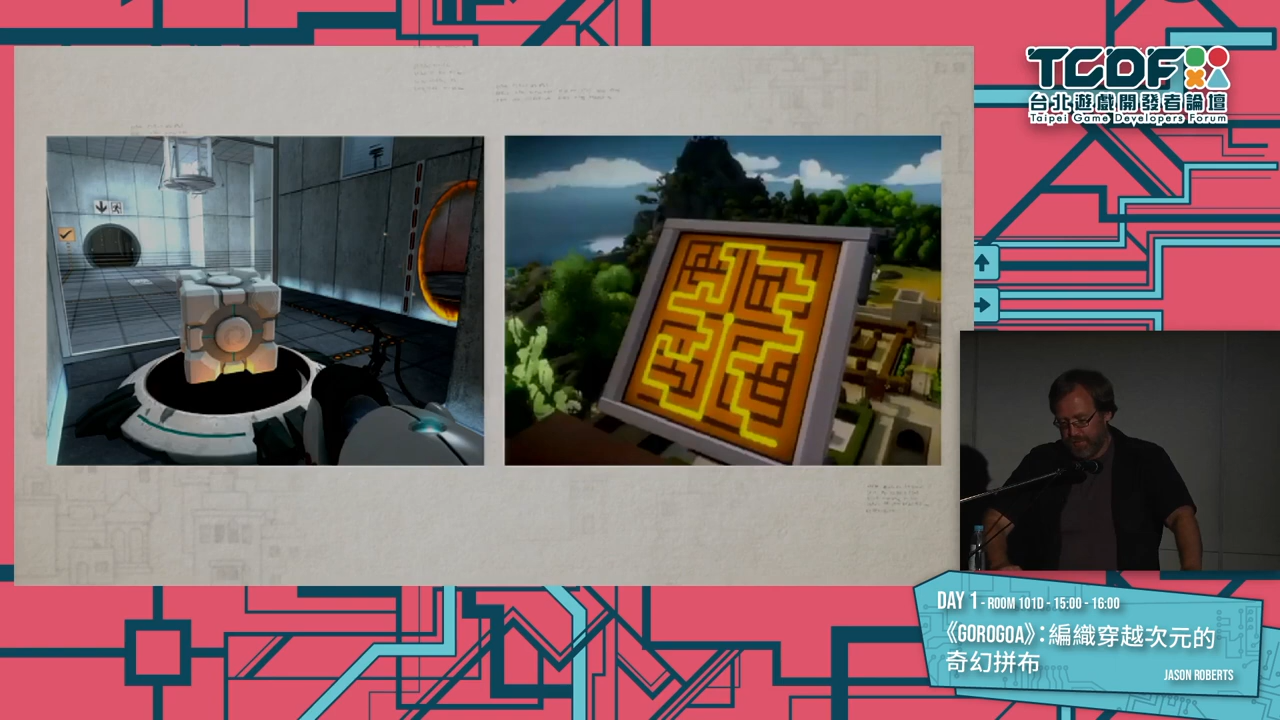 TGDF
台北遊戲開發者論壇
Taipei Game Developers Forum
DAY 1 - ROOM 101D - 15:00 - 16:00
《GOROGOA》：編織穿越次元的
奇幻拼布
JASON ROBERTS